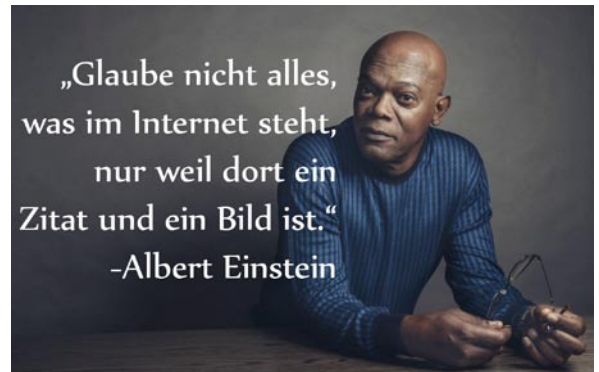 „Glaube nicht alles,
was im Internet steht,
nur weil dort ein
Zitat und ein Bild ist.“
-Albert Einstein